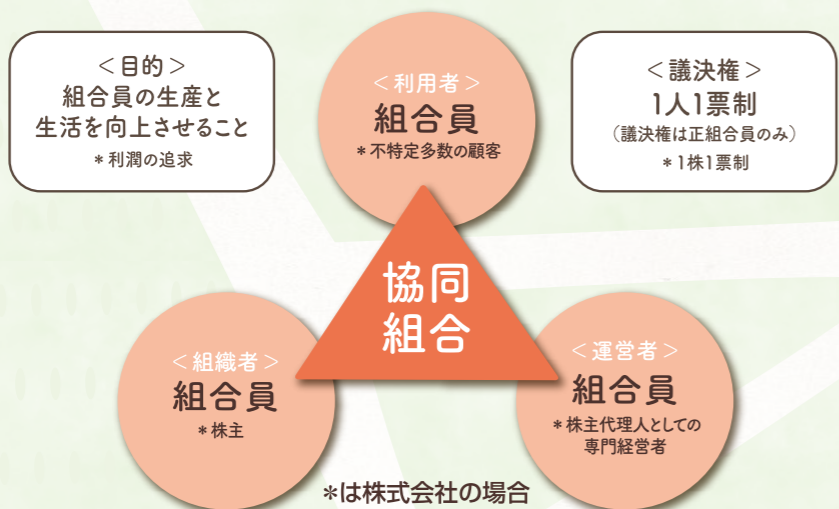 ＜目的＞
組合員の生産と
生活を向上させること
＊利潤の追求
＜利用者＞
組合員
＊不特定多数の顧客
＜議決権＞
1人1票制
（議決権は正組合員のみ）
＊1株1票制
協同
組合
＜組織者＞
組合員
＊株主
＜運営者＞
組合員
＊株主代理人としての
専門経営者
＊は株式会社の場合